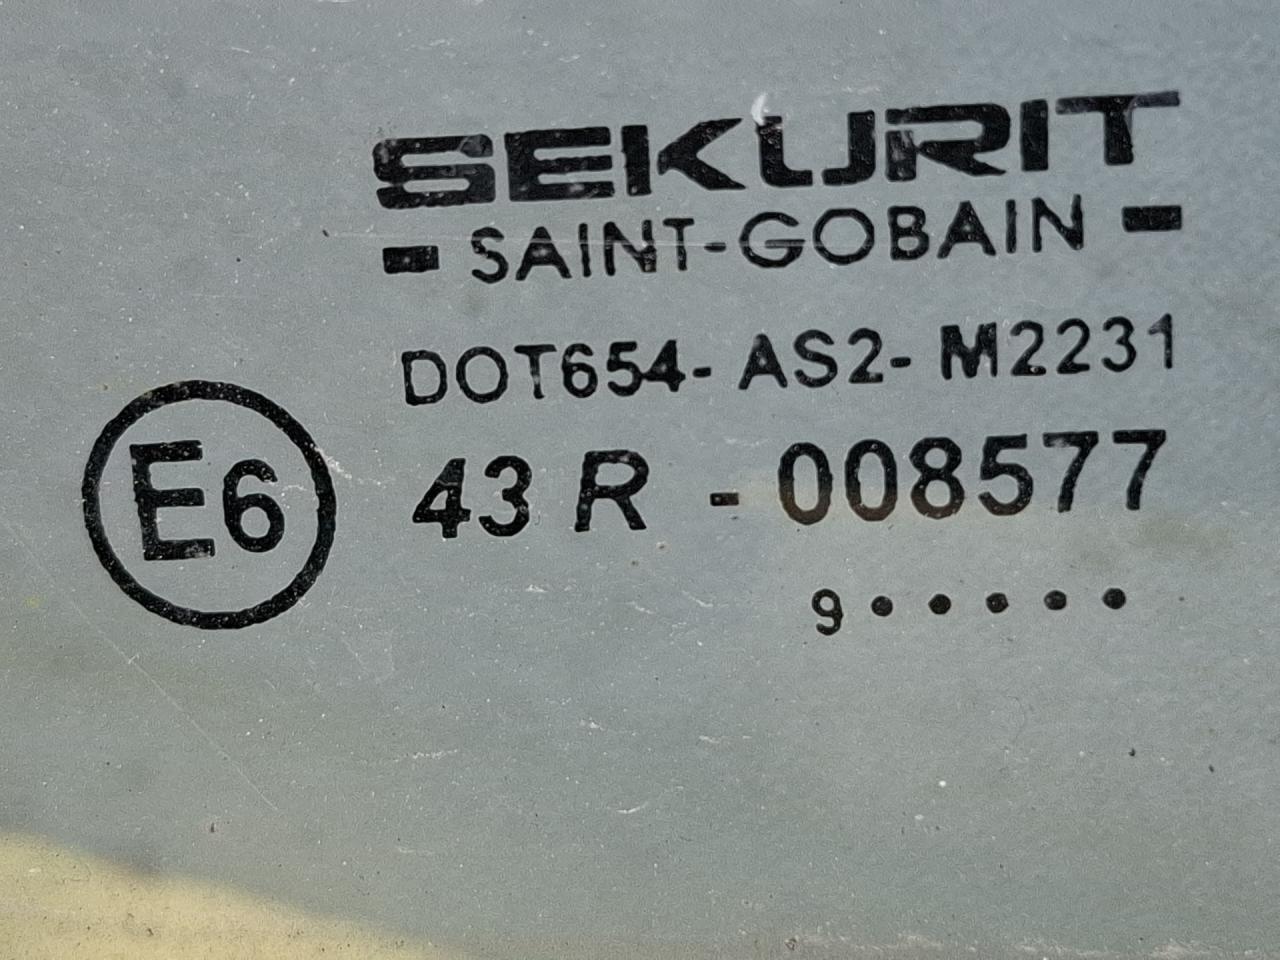 SEKURIT
- SAINT-GOBAIN -
DOT654- AS2- M2231
E6 43 R - 008577
9•••••